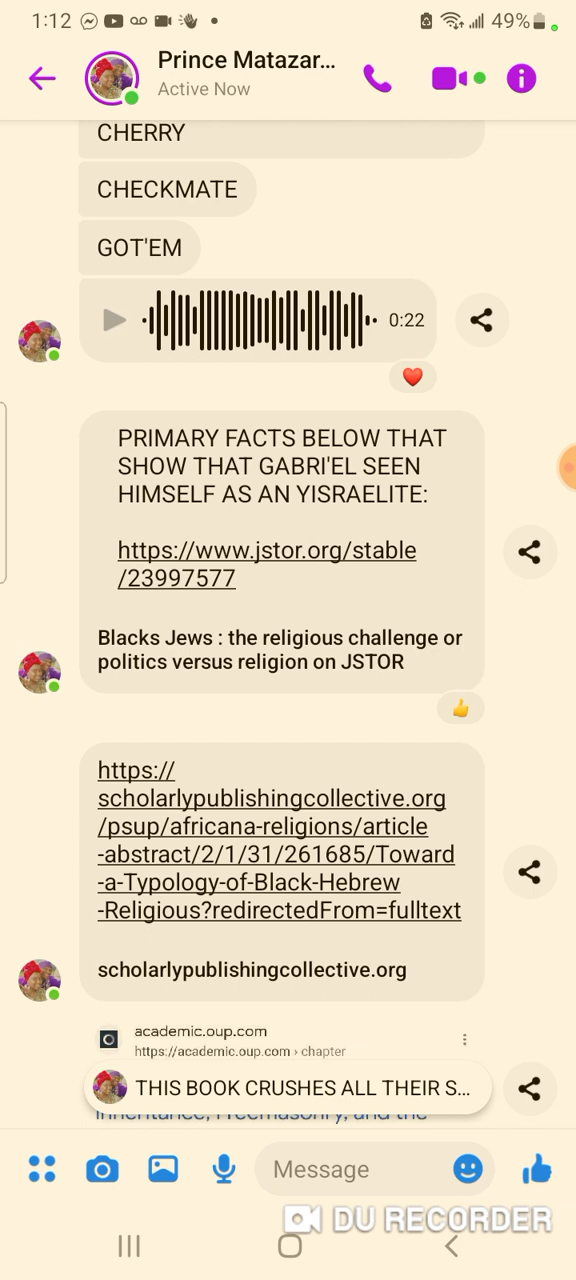 1:12
49%
Prince Matazar...
Active Now
CHERRY
CHECKMATE
GOT'EM
0:22
PRIMARY FACTS BELOW THAT
SHOW THAT GABRI'EL SEEN
HIMSELF AS AN YISRAELITE:
https://www.jstor.org/stable
/23997577
Blacks Jews : the religious challenge or
politics versus religion on JSTOR
https://
scholarlypublishingcollective.org
/psup/africana-religions/article
-abstract/2/1/31/261685/Toward
-a-Typology-of-Black-Hebrew
-Religious?redirectedFrom=fulltext
scholarlypublishingcollective.org
academic.oup.com
https://academic.oup.com › chapter
THIS BOOK CRUSHES ALL THEIR S...
Inheritance, Freemasonry, and the
Message
DU RECORDER